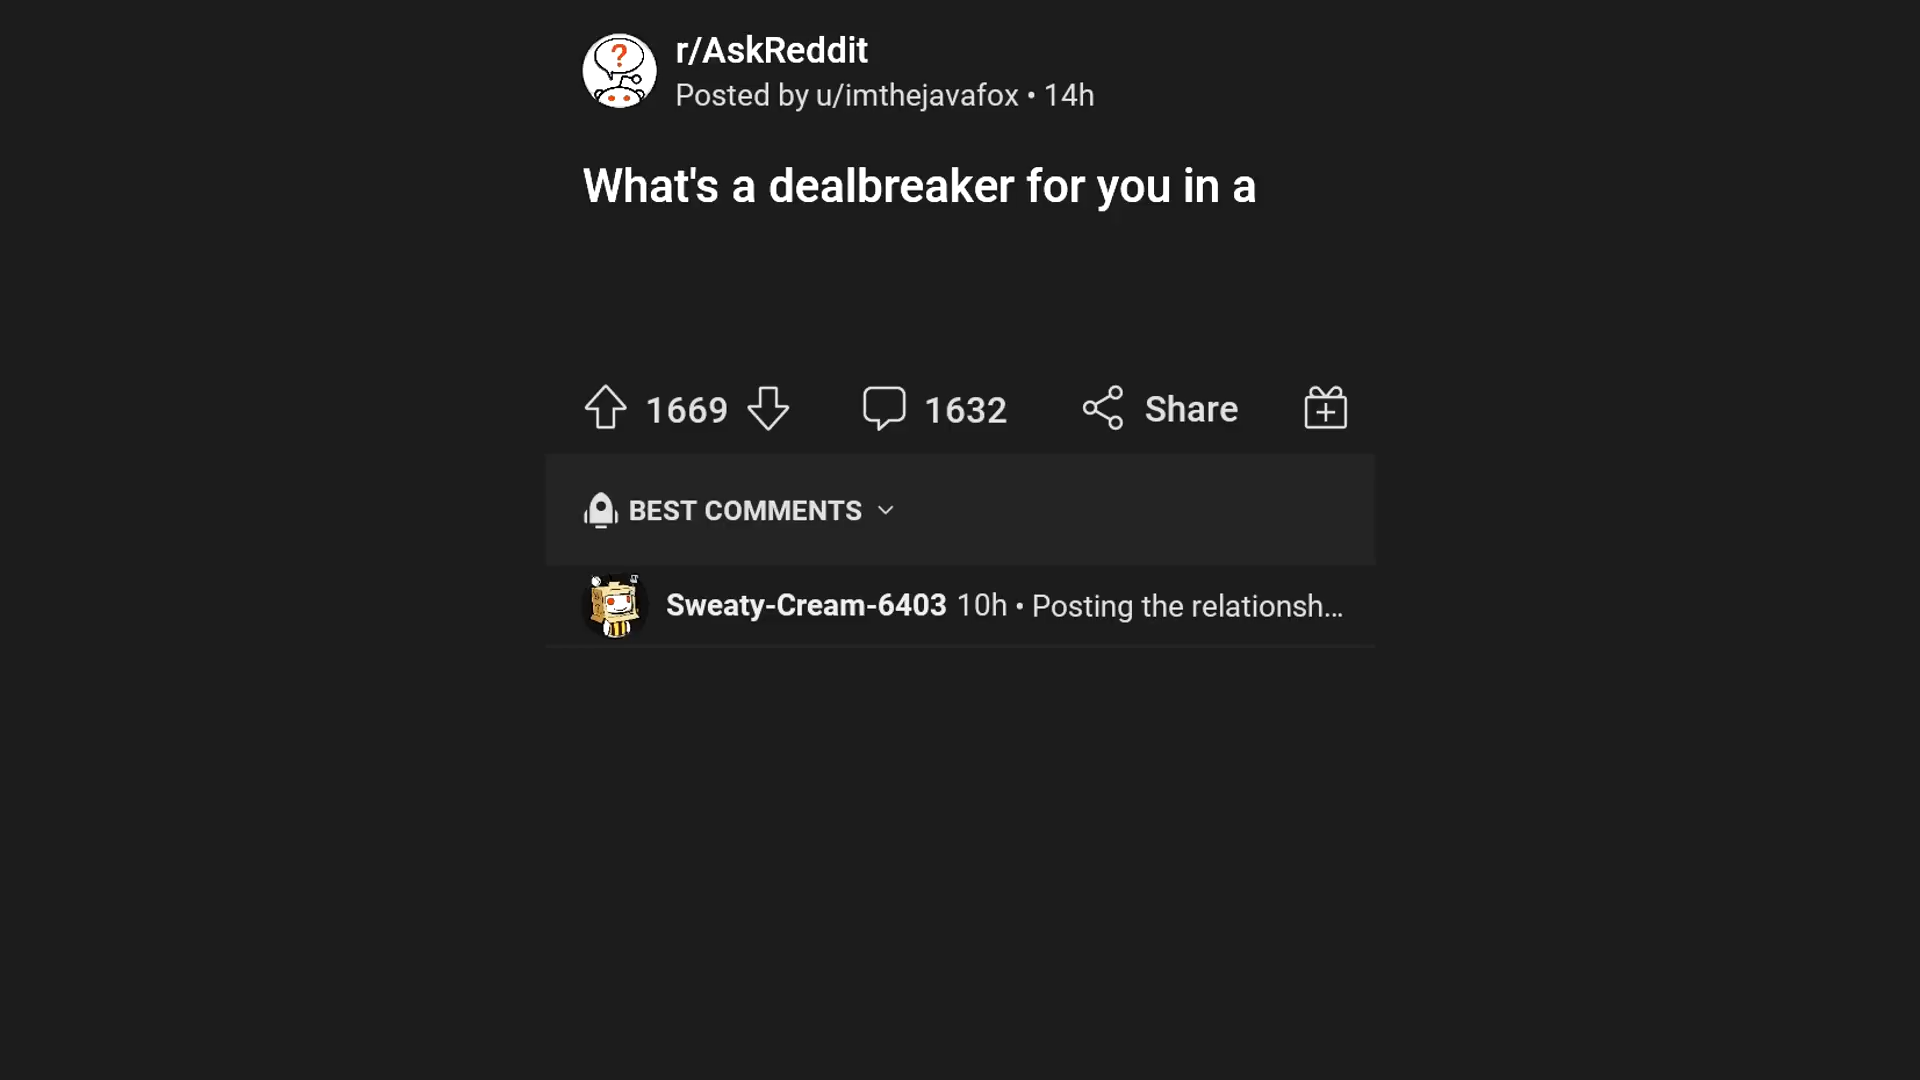 r/AskReddit
Posted by u/imthejavafox • 14h
What's a dealbreaker for you in a
1669 1632 Share
BEST COMMENTS
Sweaty-Cream-6403 10h • Posting the relationsh...